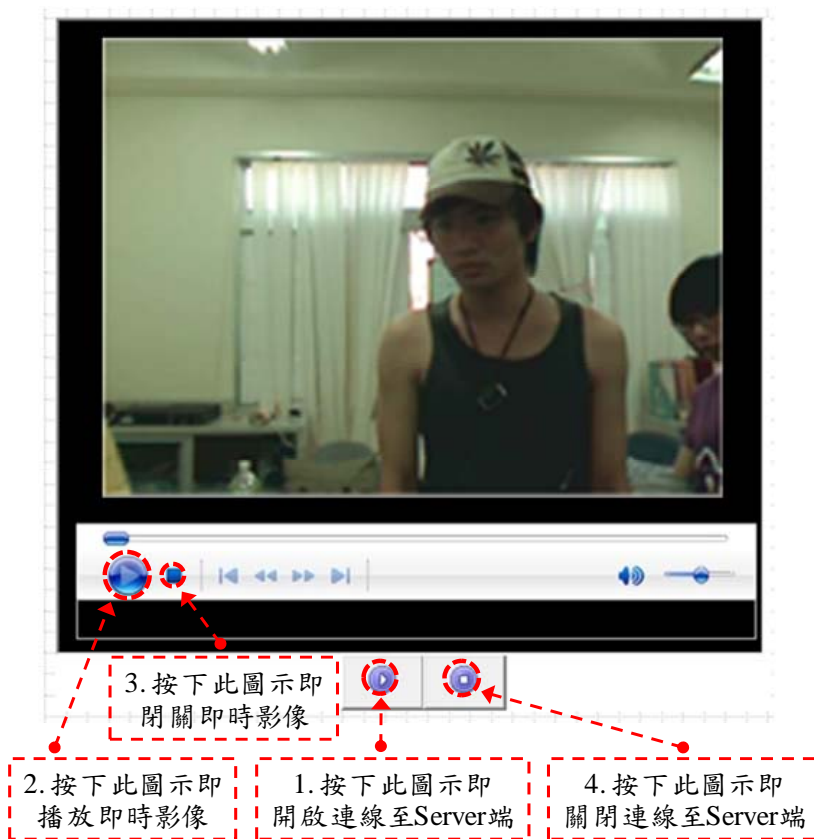 3.按下此圖示即
閉關即時影像
2.按下此圖示即
播放即時影像
1.按下此圖示即
開啟連線至Server端
4.按下此圖示即
關閉連線至Server端